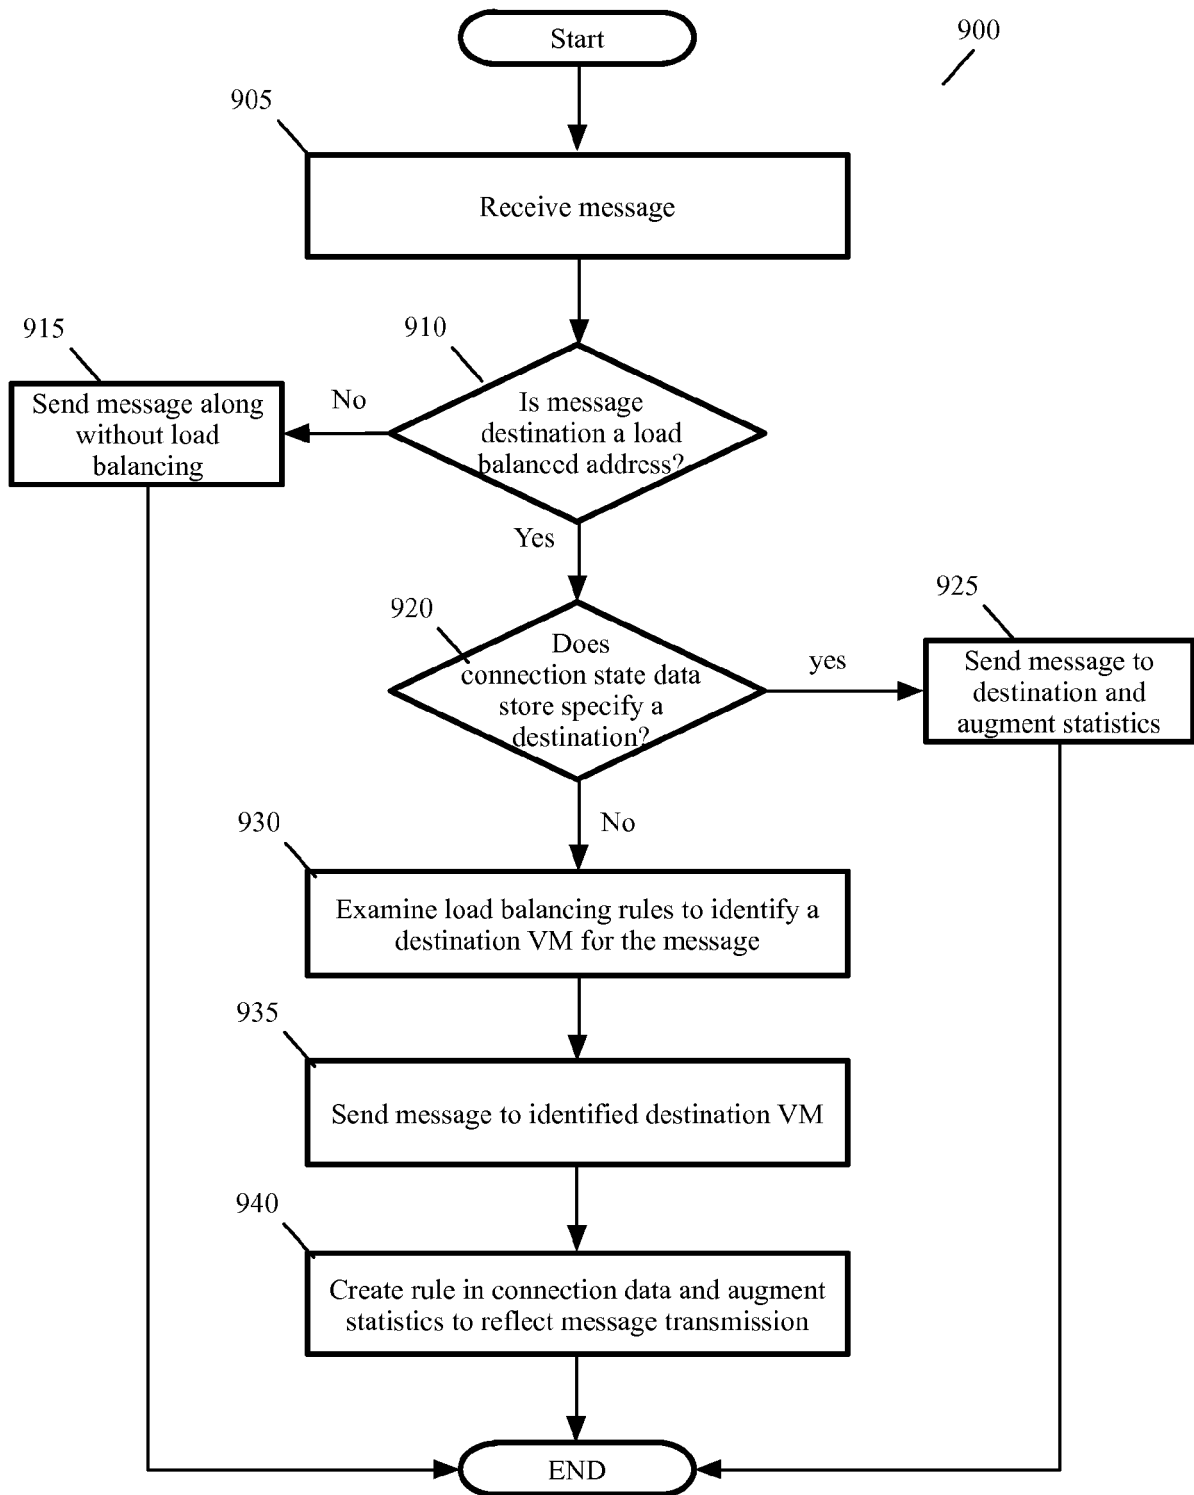 Start
900
905
Receive message
910
915
Is message
destination a load
balanced address?
No
Send message along
without load
balancing
Yes
920
Does
connection state data
store specify a
destination?
yes
925
Send message to
destination and
augment statistics
No
930
Examine load balancing rules to identify a
destination VM for the message
935
Send message to identified destination VM
940
Create rule in connection data and augment
statistics to reflect message transmission
END